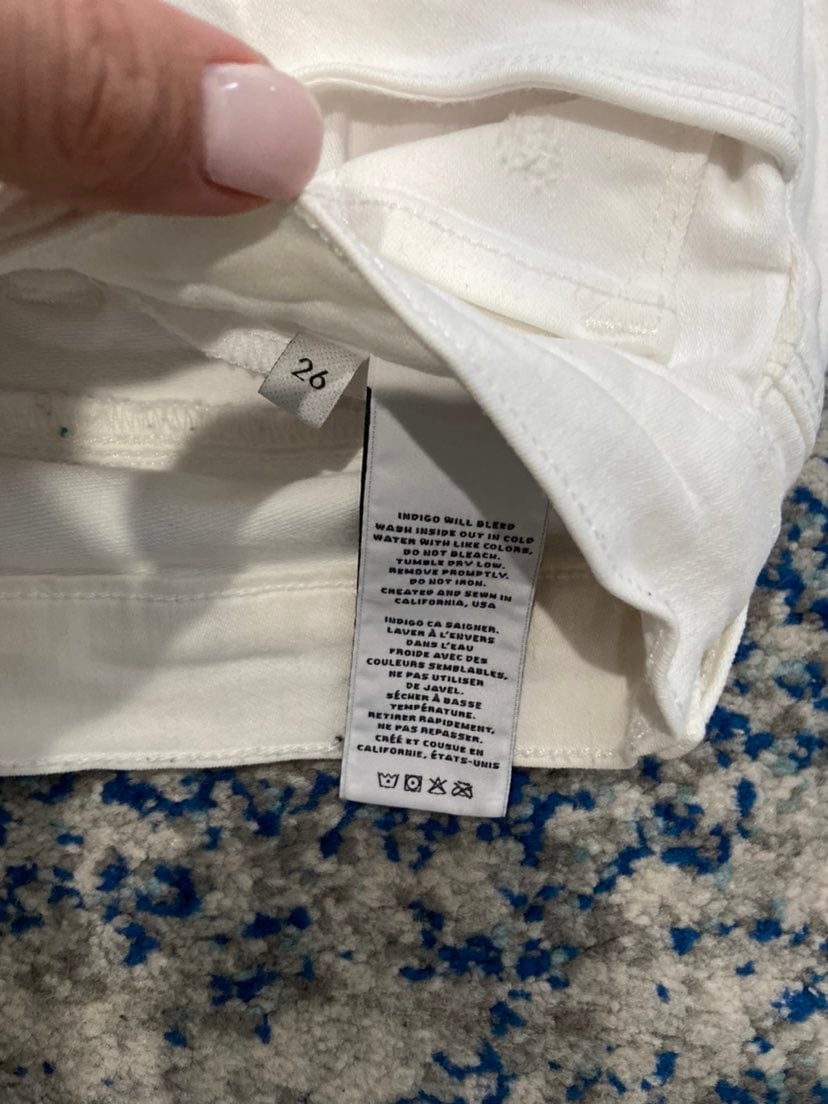 26
INDIGO WILL BLEED
WASH INSIDE OUT IN COLD
WATER WITH LIKE COLORS,
DO NOT BLEACH.
TUMBLE DRY LOW.
REMOVE PROMPTLY.
DO NOT IRON.
CREATED AND SEWN IN
CALIFORNIA, USA
INDIGO CA SAIGNER.
LAVER À L'ENVERS
DANS L'EAU
FROIDE AVEC DES
COULEURS SEMBLABLES,
NE PAS UTILISER
DE JAVEL.
SÉCHER À BASSE
TEMPÉRATURE.
RETIRER RAPIDEMENT,
NE PAS REPASSER.
CRÉÉ ET COUSUE EN
CALIFORNIE, ÉTATS-UNIS